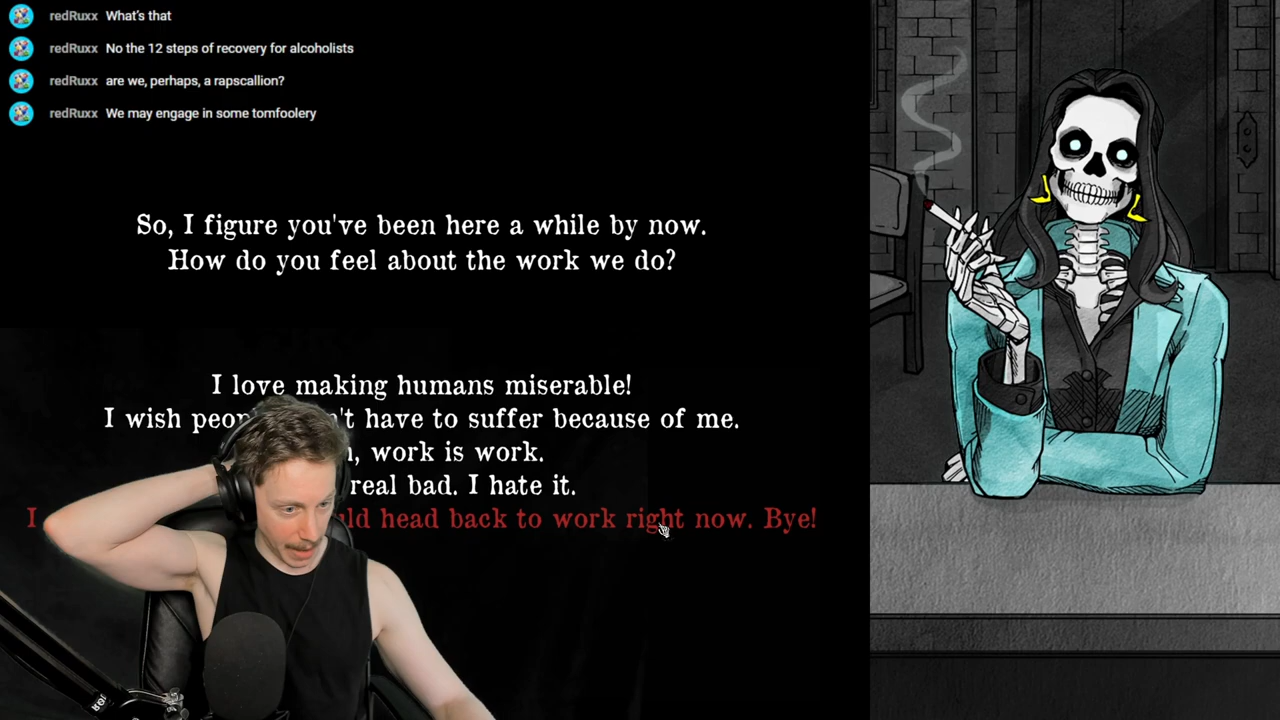 redRuxx What's that
redRuxx No the 12 steps of recovery for alcoholists
redRuxx are we, perhaps, a rapscallion?
redRuxx We may engage in some tomfoolery
So, I figure you've been here a while by now.
How do you feel about the work we do?
I love making humans miserable!
I wish have to suffer because of me.
work is work.
real bad. I hate it.
I head back to work right now. Bye!